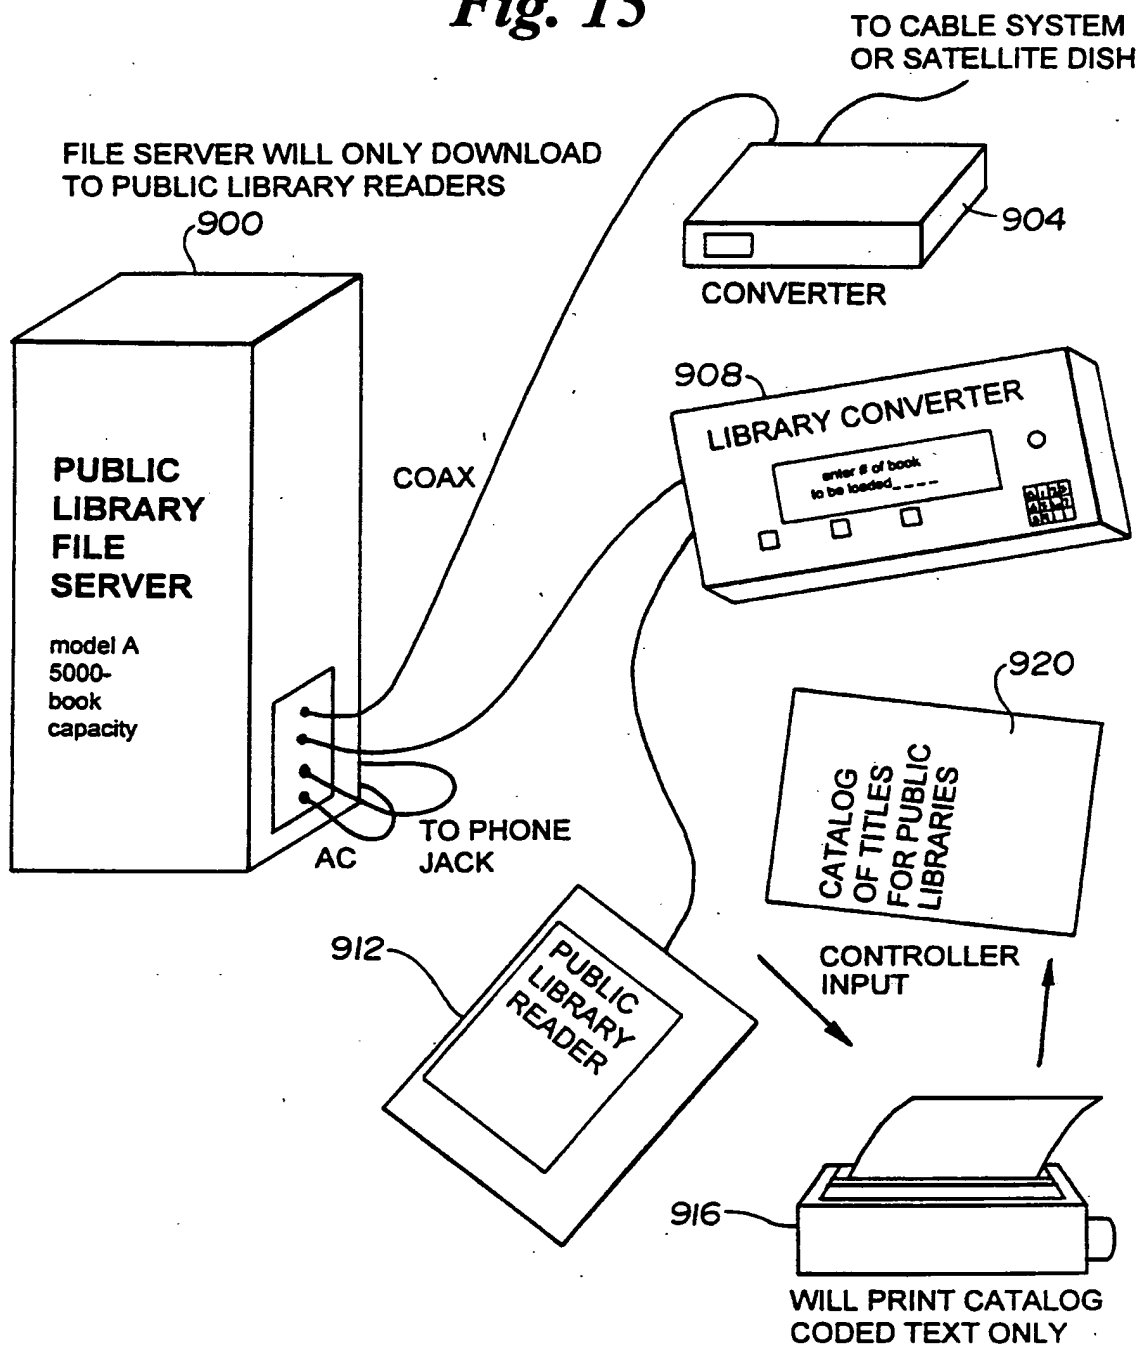 Fig. 15
TO CABLE SYSTEM
OR SATELLITE DISH
FILE SERVER WILL ONLY DOWNLOAD
TO PUBLIC LIBRARY READERS
900
904
CONVERTER
908
LIBRARY CONVERTER
enter # of book
to be loaded_ _ _ _
COAX
PUBLIC
LIBRARY
FILE
SERVER
model A
5000-
book
capacity
920
CATALOG
OF TITLES
FOR PUBLIC
LIBRARIES
TO PHONE
JACK
AC
912
PUBLIC
LIBRARY
READER
CONTROLLER
INPUT
916
WILL PRINT CATALOG
CODED TEXT ONLY